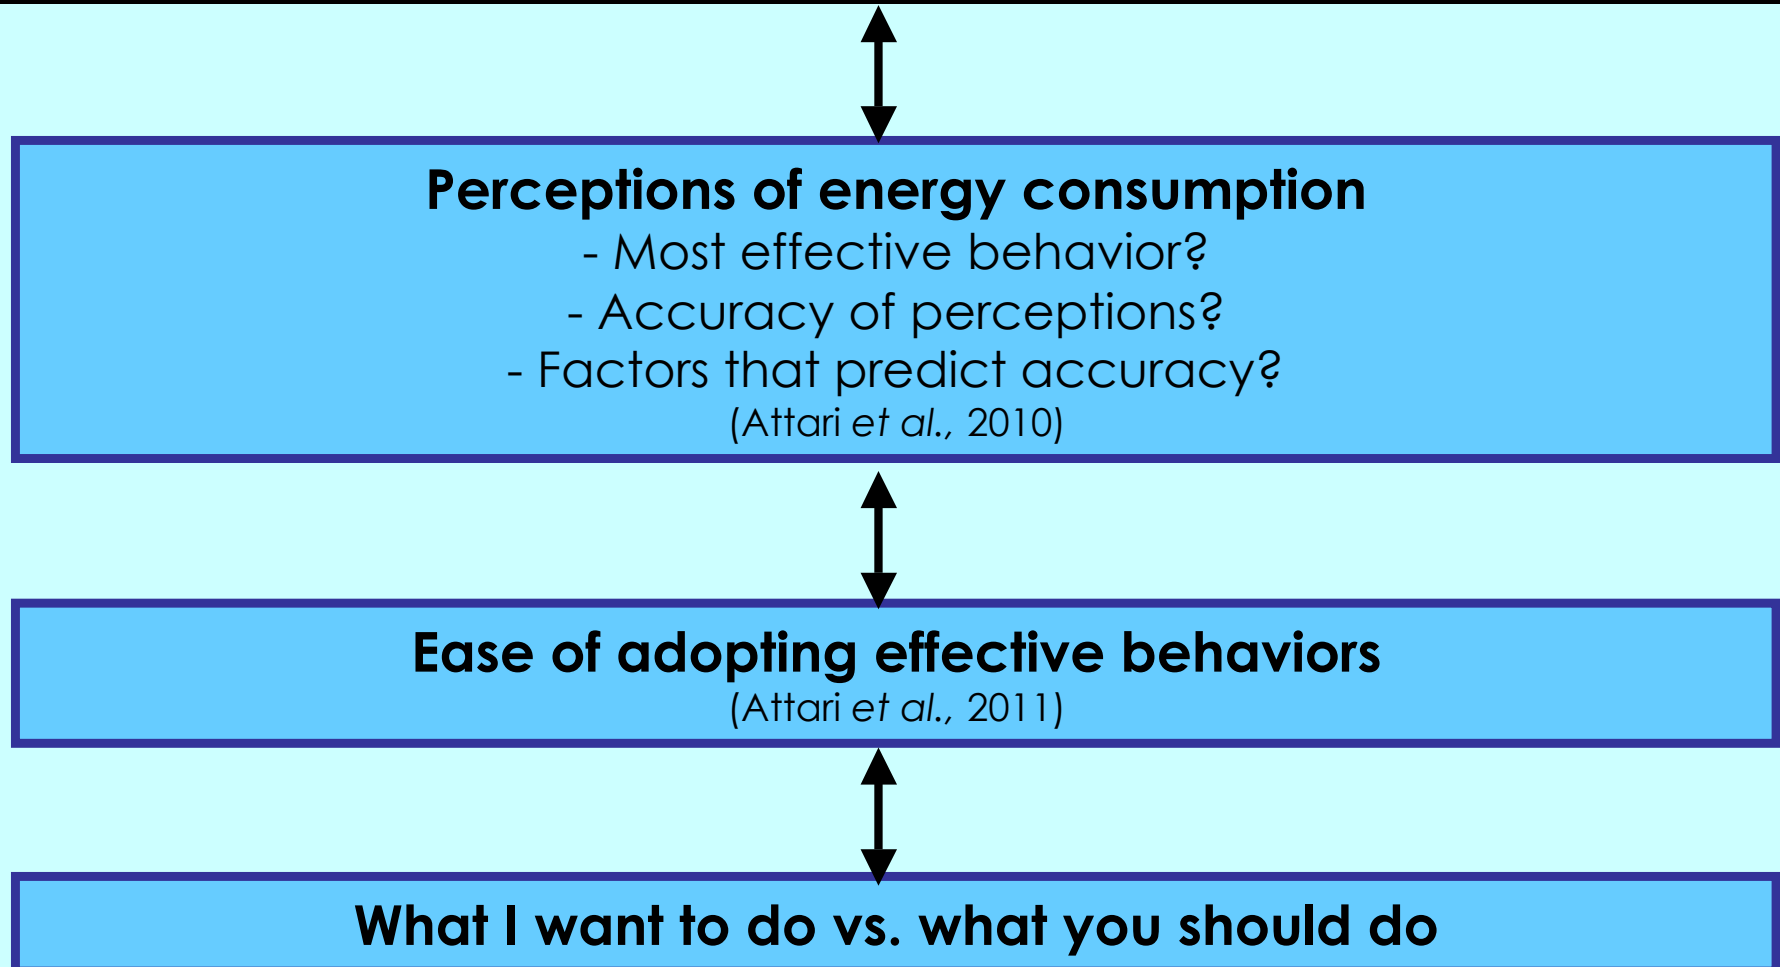 Perceptions of energy consumption
- Most effective behavior?
- Accuracy of perceptions?
- Factors that predict accuracy?
(Attari et al., 2010)
Ease of adopting effective behaviors
(Attari et al., 2011)
What I want to do vs. what you should do